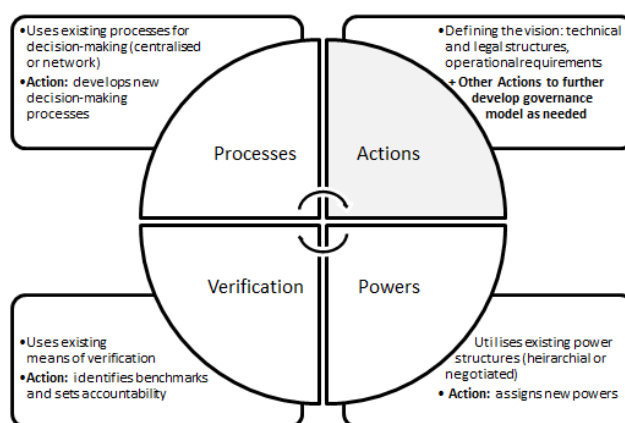 •Uses existing processes for
decision-making (centralised
or network)
•Action: develops new
decision-making
processes
•Defining the vision: technical
and legal structures,
operational requirements
+ Other Actions to further
develop governance
model as needed
Processes
Actions
Verification
Powers
•Uses existing
means of verification
•Action: identifies benchmarks
and sets accountability
Utilises existing power
structures (heirarchial or
negotiated)
• Action: assigns new powers